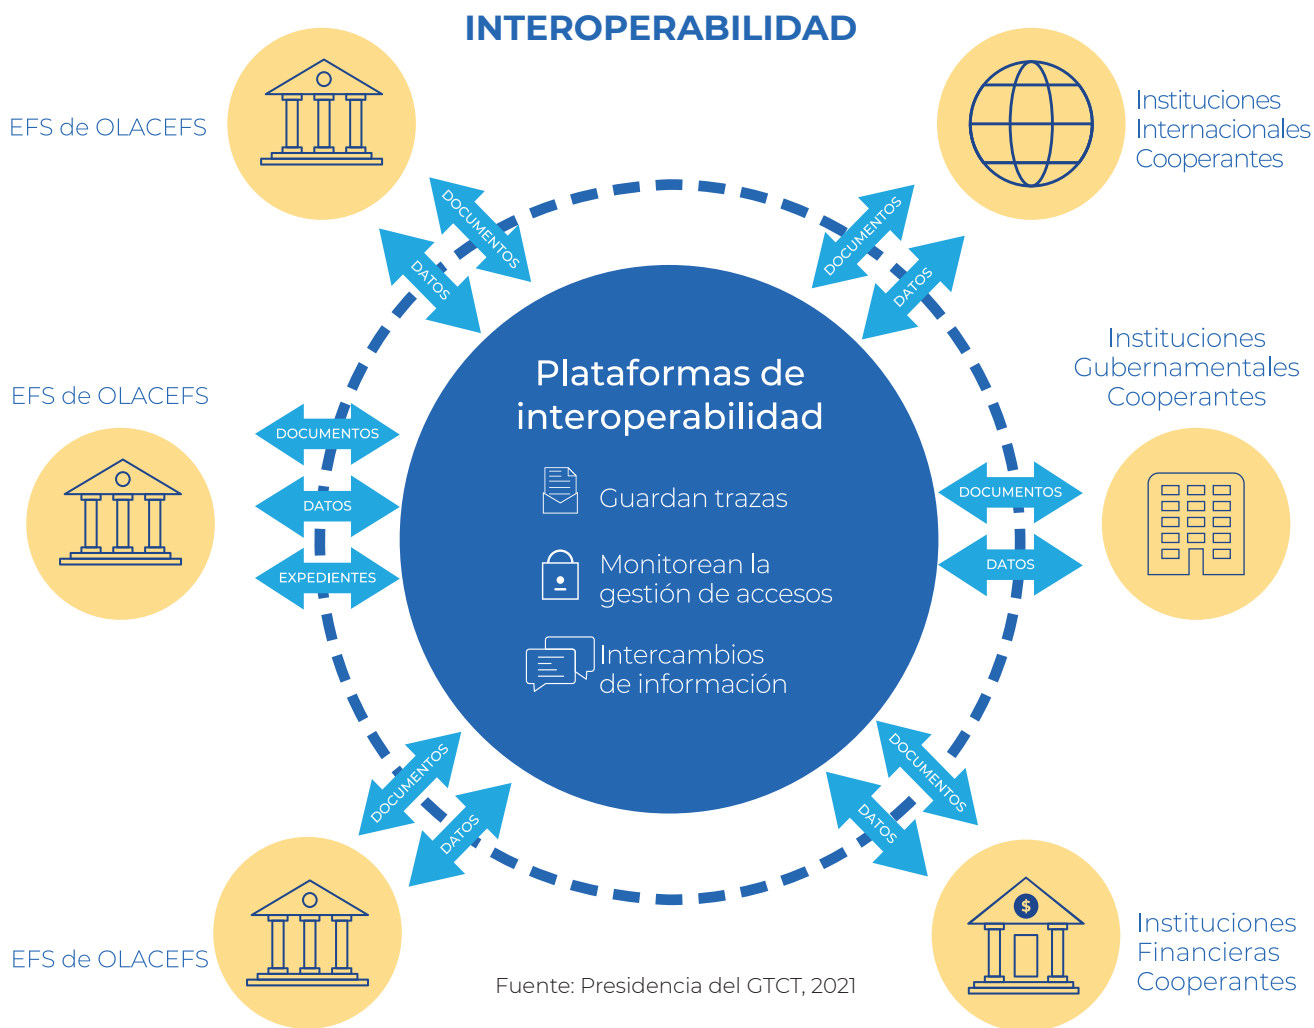 INTEROPERABILIDAD
EFS de OLACEFS
Instituciones
Internacionales
Cooperantes
DOCUMENTOS
DATOS
DOCUMENTOS
DATOS
EFS de OLACEFS
DOCUMENTOS
DATOS
EXPEDIENTES
Plataformas de
interoperabilidad
Guardan trazas
Monitorean la
gestión de accesos
Intercambios
de información
Instituciones
Gubernamentales
Cooperantes
DOCUMENTOS
DATOS
DOCUMENTOS
DATOS
EFS de OLACEFS
DOCUMENTOS
DATOS
$
Instituciones
Financieras
Cooperantes
Fuente: Presidencia del GTCT, 2021